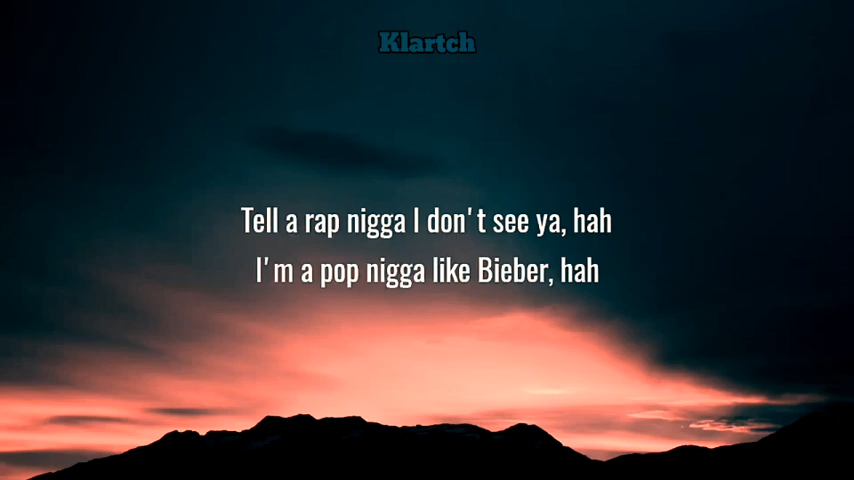 Klartch
Tell a rap nigga I don't see ya, hah
I'm a pop nigga like Bieber, hah